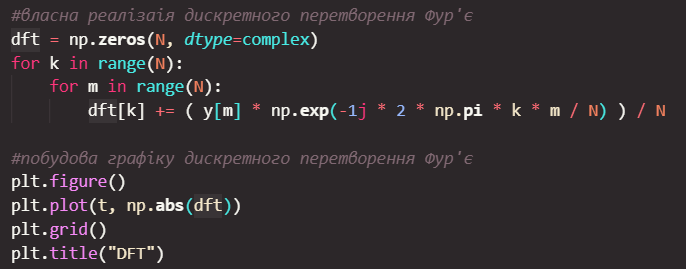 #власна реалізаія дискретного перетворення Фур'є
dft = np.zeros(N, dtype=complex)
for k in range(N):
    for m in range(N):
        dft[k] += ( y[m] * np.exp(-1j * 2 * np.pi * k * m / N) ) / N

#побудова графіку дискретного перетворення Фур'є
plt.figure()
plt.plot(t, np.abs(dft))
plt.grid()
plt.title("DFT")